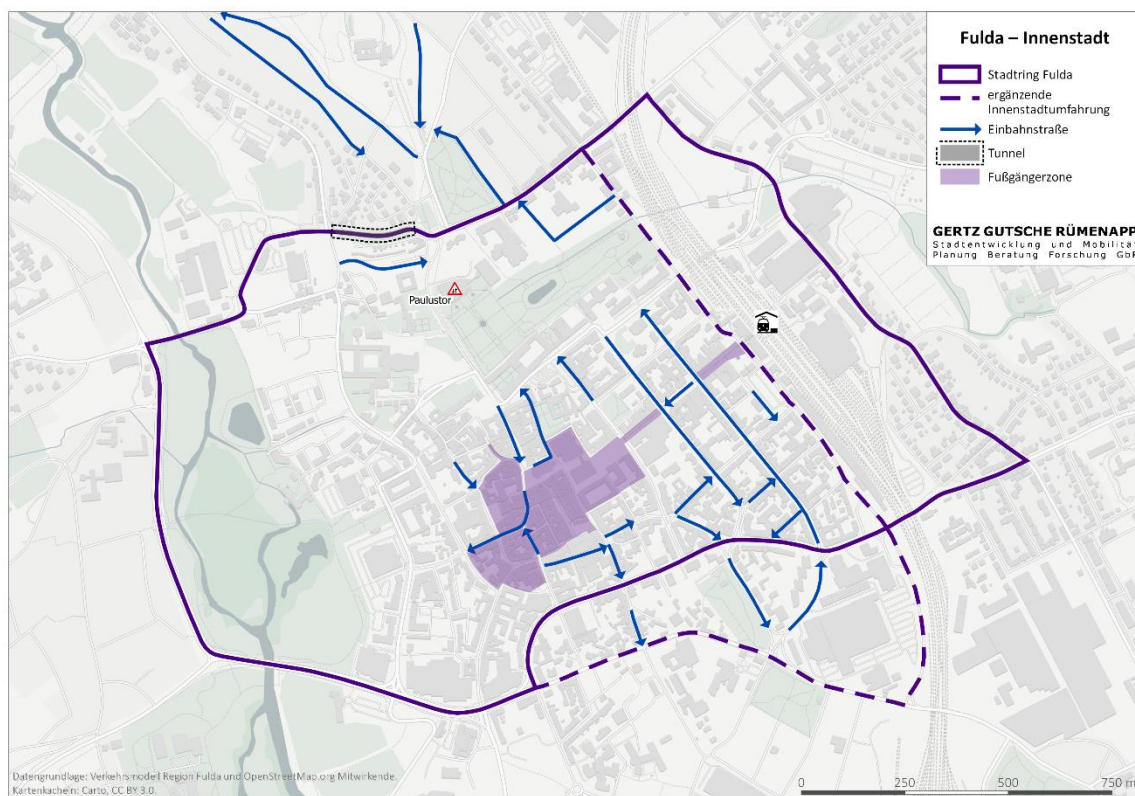 Fulda – Innenstadt
Stadtring Fulda
ergänzende
Innenstadtumfahrung
Einbahnstraße
Tunnel
Fußgängerzone
GERTZ GUTSCHE RÜMENAPP
Stadtentwicklung und Mobilität
Planung Beratung Forschung GbR
Paulustor
Datengrundlage: Verkehrsmodell Region Fulda und OpenStreetMap.org Mitwirkende.
Kartenkacheln: Carto, CC BY 3.0.
0 250 500 750 m